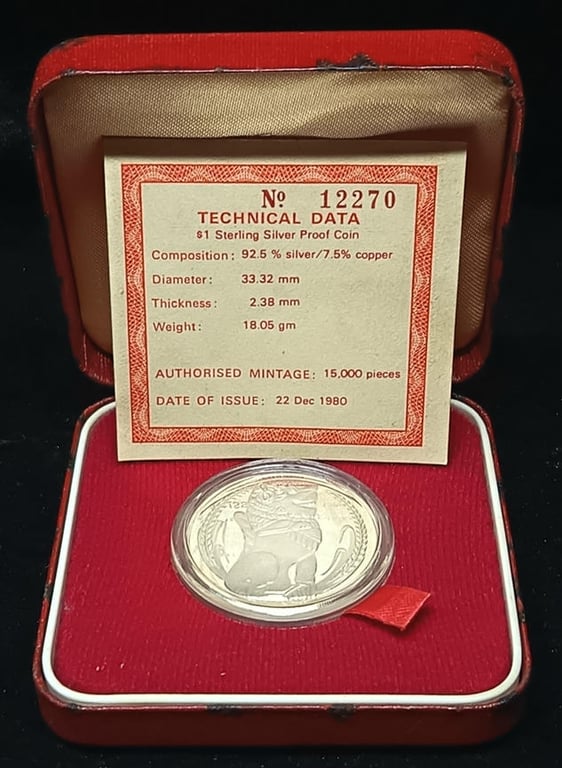 Nº 12270
TECHNICAL DATA
$1 Sterling Silver Proof Coin
Composition: 92.5 % silver/7.5% copper
Diameter: 33.32 mm
Thickness: 2.38 mm
Weight: 18.05 gm
AUTHORISED MINTAGE: 15,000 pieces
DATE OF ISSUE: 22 Dec 1980